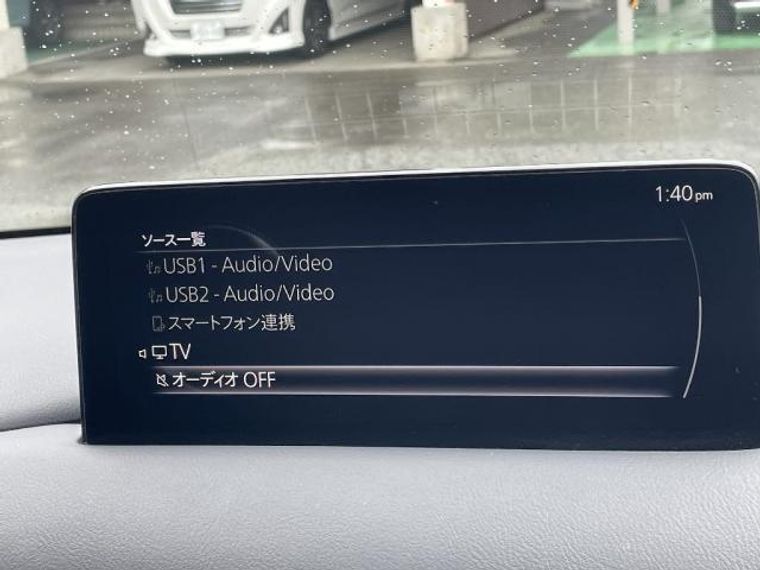 1:40pm
ソース一覧
USB1 - Audio/Video
USB2 - Audio/Video
スマートフォン連携
TV
オーディオ OFF